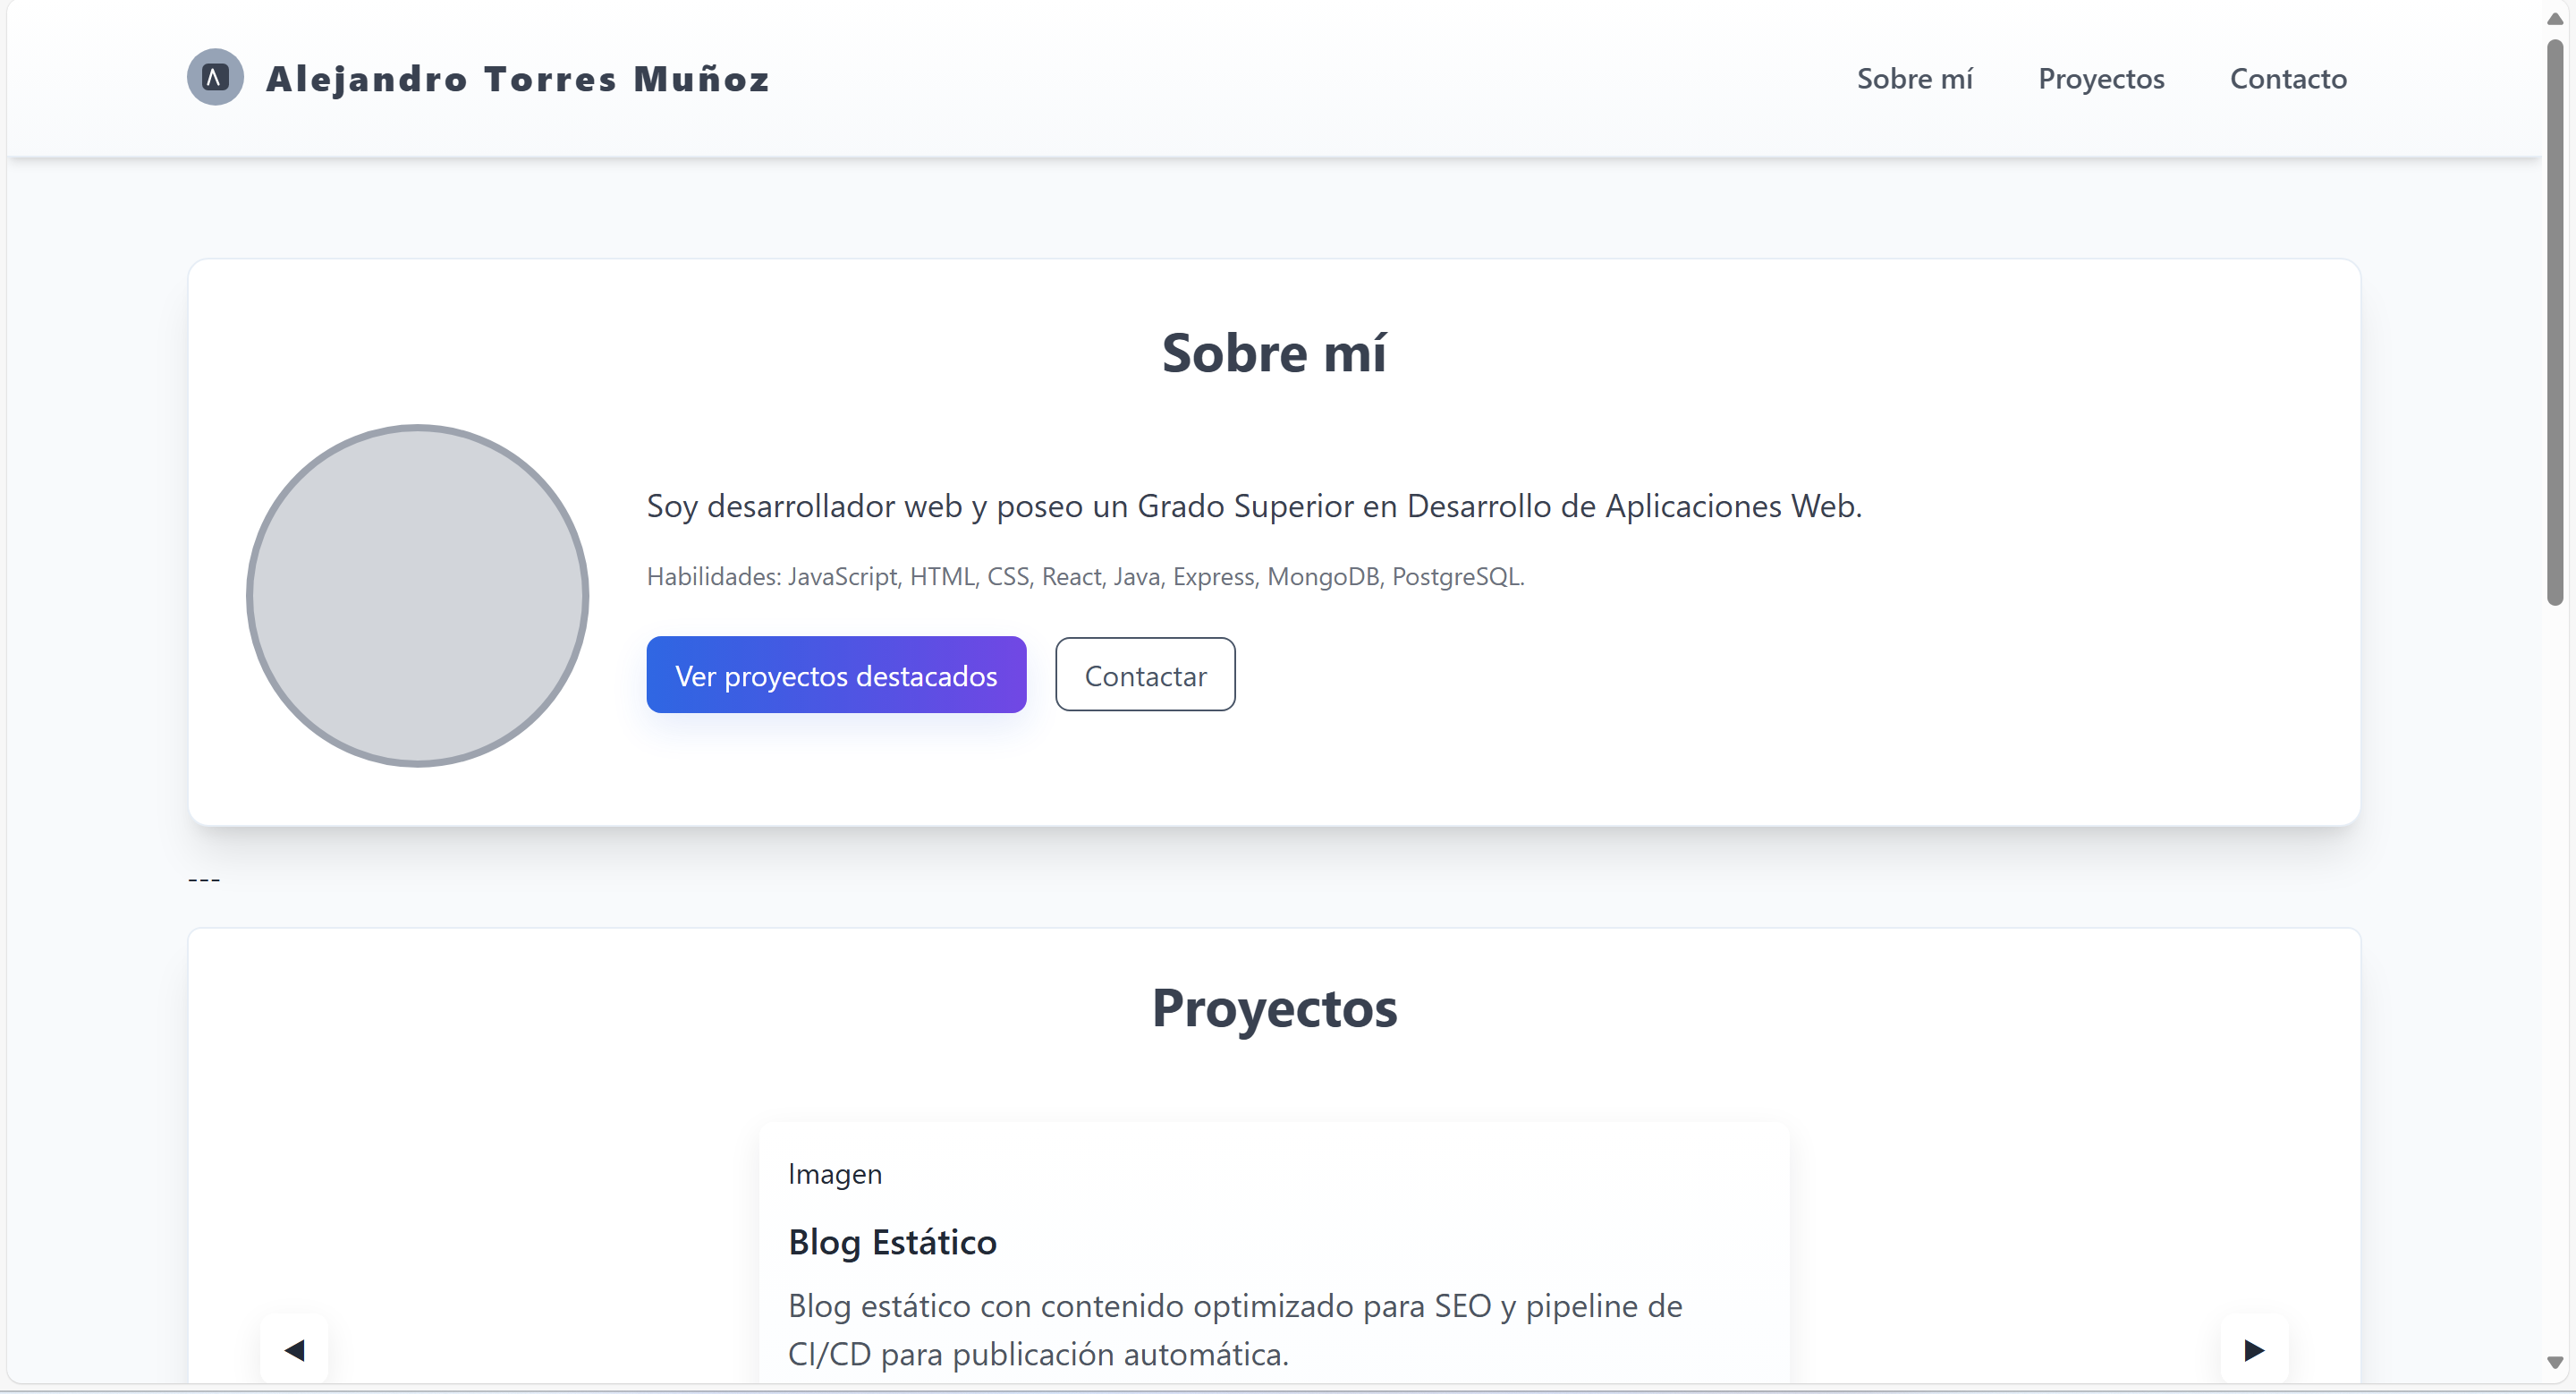 Alejandro Torres Muñoz
Sobre mí
Proyectos
Contacto
Sobre mí
Soy desarrollador web y poseo un Grado Superior en Desarrollo de Aplicaciones Web.
Habilidades: JavaScript, HTML, CSS, React, Java, Express, MongoDB, PostgreSQL.
Ver proyectos destacados
Contactar
---
Proyectos
Imagen
Blog Estático
Blog estático con contenido optimizado para SEO y pipeline de
CI/CD para publicación automática.